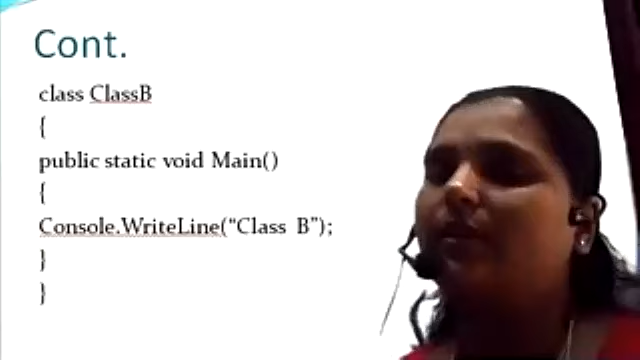 Cont.
class ClassB
{
public static void Main()
{
Console.WriteLine(“Class B”);
}
}